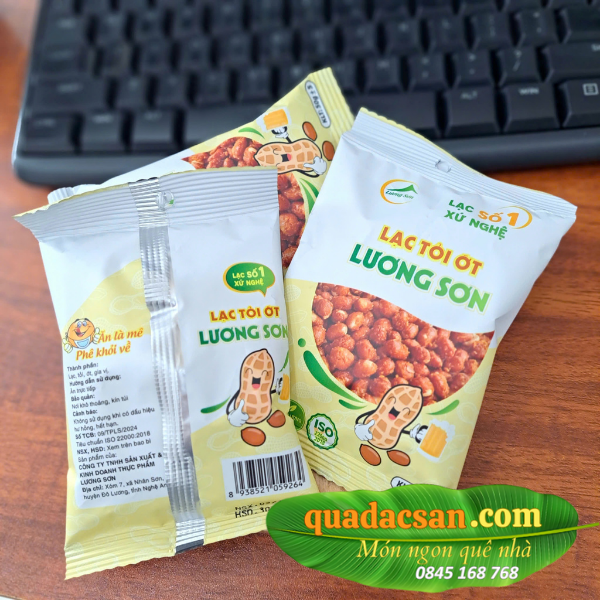 Lương Sơn
LẠC SỐ 1
XỨ NGHỆ
LẠC TỎI ỚT
LƯƠNG SƠN
ISO
LẠC SỐ 1
XỨ NGHỆ
LẠC TỎI ỚT
LƯƠNG SƠN
Ăn là mê
Phê khỏi về
Thành phần:
Lạc, tỏi, ớt, gia vị.
Hướng dẫn sử dụng:
Ăn trực tiếp
Bảo quản:
Nơi khô thoáng, kín túi
Cảnh báo:
Không sử dụng khi có dấu hiệu
hư hỏng, hết hạn.
Số TCB: 09/TPLS/2024
Tiêu chuẩn ISO 22000:2018
NSX, HSD: Xem trên bao bì
Sản phẩm của:
CÔNG TY TNHH SẢN XUẤT &
KINH DOANH THỰC PHẨM
LƯƠNG SƠN
Địa chỉ: Xóm 7, xã Nhân Sơn,
huyện Đô Lương, tỉnh Nghệ An
8 938521 059264
quadacsan.com
Món ngon quê nhà
0845 168 768